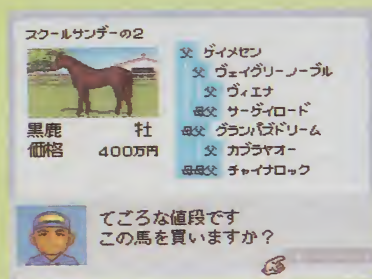 スクールサンデーの2
黒鹿 牡
価格 400万円
父 ゲイメセン
父 ヴェイグリーノーブル
父 ヴィエナ
母父 サーゲイロード
母父 グランパズドリーム
父 カブラヤオー
母母父 チャイナロック
てごろな値段です
この馬を買いますか?